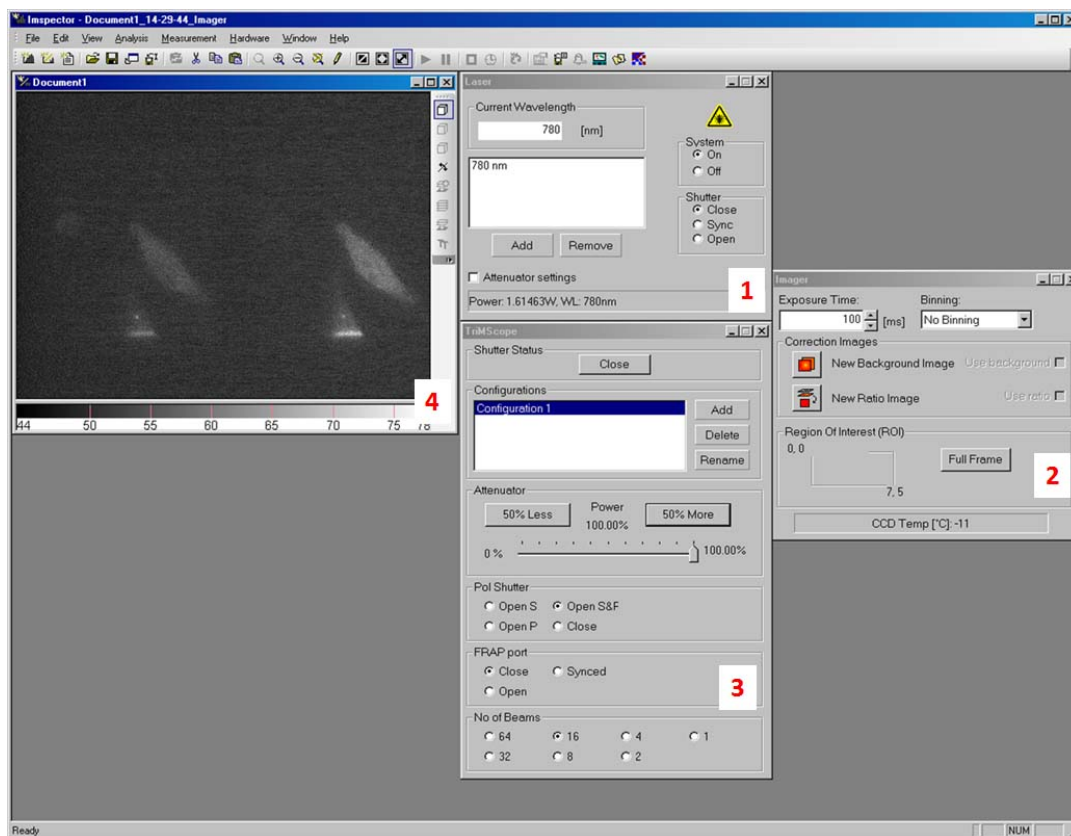 Imspector - Document1_14-29-44_Imager
File Edit View Analysis Measurement Hardware Window Help
Document1
4
44 50 55 60 65 70 75 78
Laser
Current Wavelength
780 [nm]
780 nm
Add Remove
System
On
Off
Shutter
Close
Sync
Open
Attenuator settings
Power: 1.61463W, WL: 780nm
1
TriMScope
Shutter Status
Close
Configurations
Configuration 1
Add
Delete
Rename
Attenuator
50% Less Power 50% More
100.00%
0 % 100.00%
Pol Shutter
Open S Open S&F
Open P Close
FRAP port
Close Synced
Open
3
No of Beams
64 16 4 1
32 8 2
Imager
Exposure Time: Binning:
100 [ms] No Binning
Correction Images
New Background Image Use background
New Ratio Image Use ratio
Region Of Interest (ROI)
0, 0
Full Frame
7, 5
2
CCD Temp [°C]: -11
Ready NUM